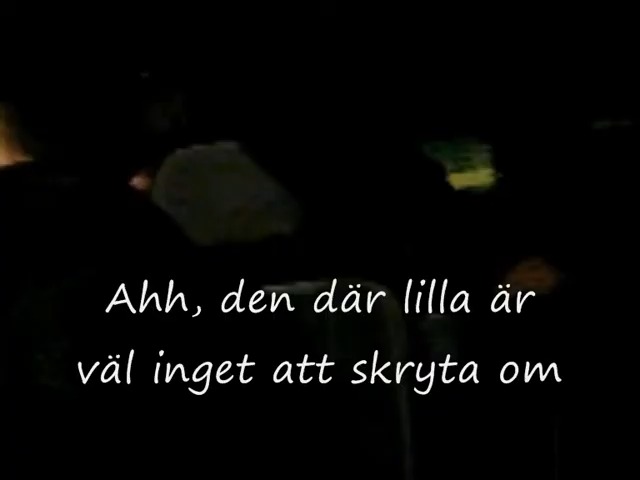 Ahh, den där lilla är
väl inget att skryta om